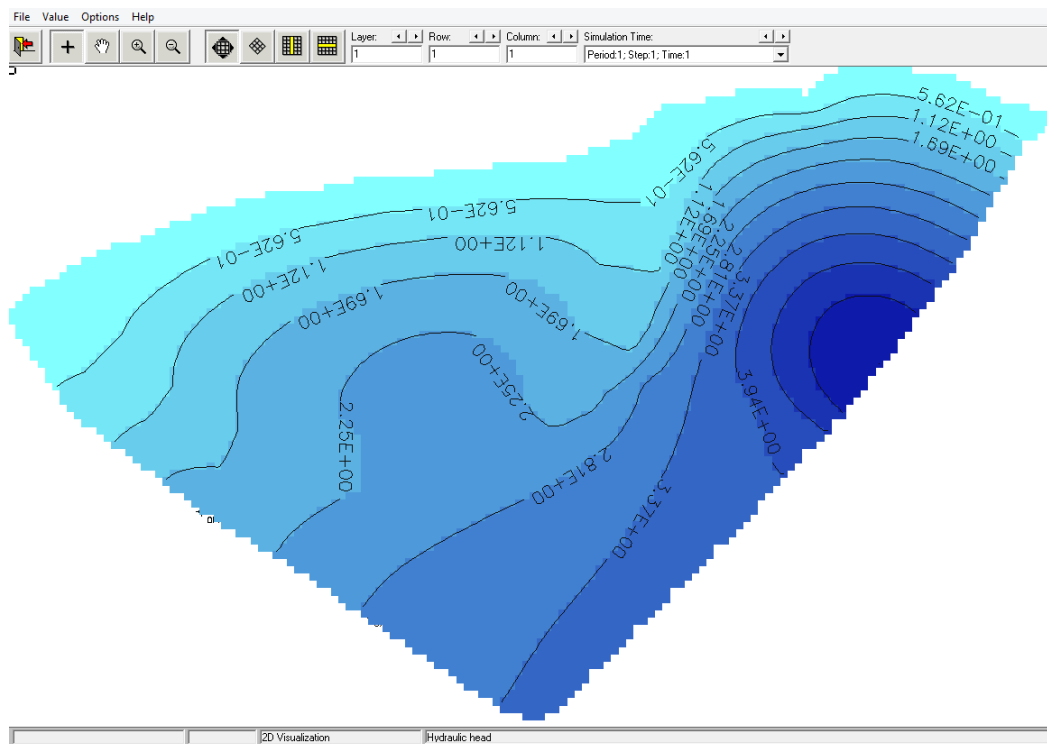 File Value Options Help
Layer: Row: Column: Simulation Time:
1 1 1 Period:1; Step:1; Time:1
5.62E-01
1.12E+00
1.69E+00
5.62E-01
5.62E-01
5.62E-01
1.12E+00
1.69E+00
2.25E+00
2.81E+00
3.37E+00
1.12E+00
1.12E+00
1.69E+00
1.69E+00
2.25E+00
2.25E+00
3.94E+00
2.81E+00
3.37E+00
2D Visualization Hydraulic head